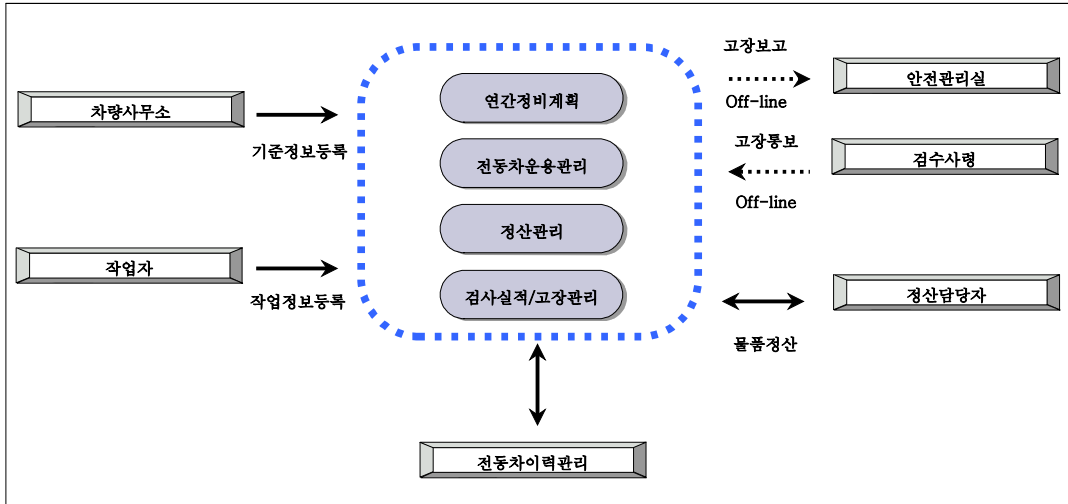 차량사무소
기준정보등록
작업자
작업정보등록
연간정비계획
전동차운용관리
정산관리
검사실적/고장관리
고장보고
Off-line
안전관리실
고장통보
Off-line
검수사령
정산담당자
물품정산
전동차이력관리